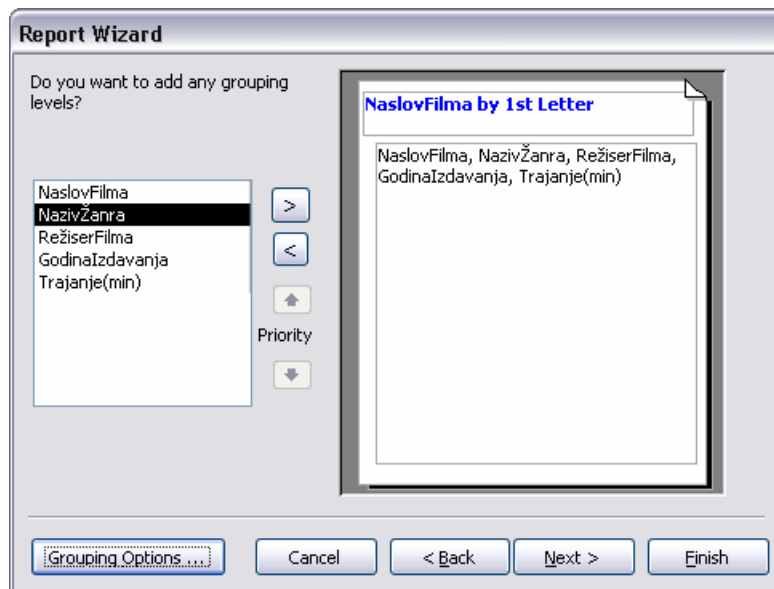 Report Wizard
Do you want to add any grouping
levels?
NaslovFilma
NazivŽanra
RežiserFilma
GodinaIzdavanja
Trajanje(min)
>
<
Priority
NaslovFilma by 1st Letter
NaslovFilma, NazivŽanra, RežiserFilma,
GodinaIzdavanja, Trajanje(min)
Grouping Options ...
Cancel
< Back
Next >
Finish